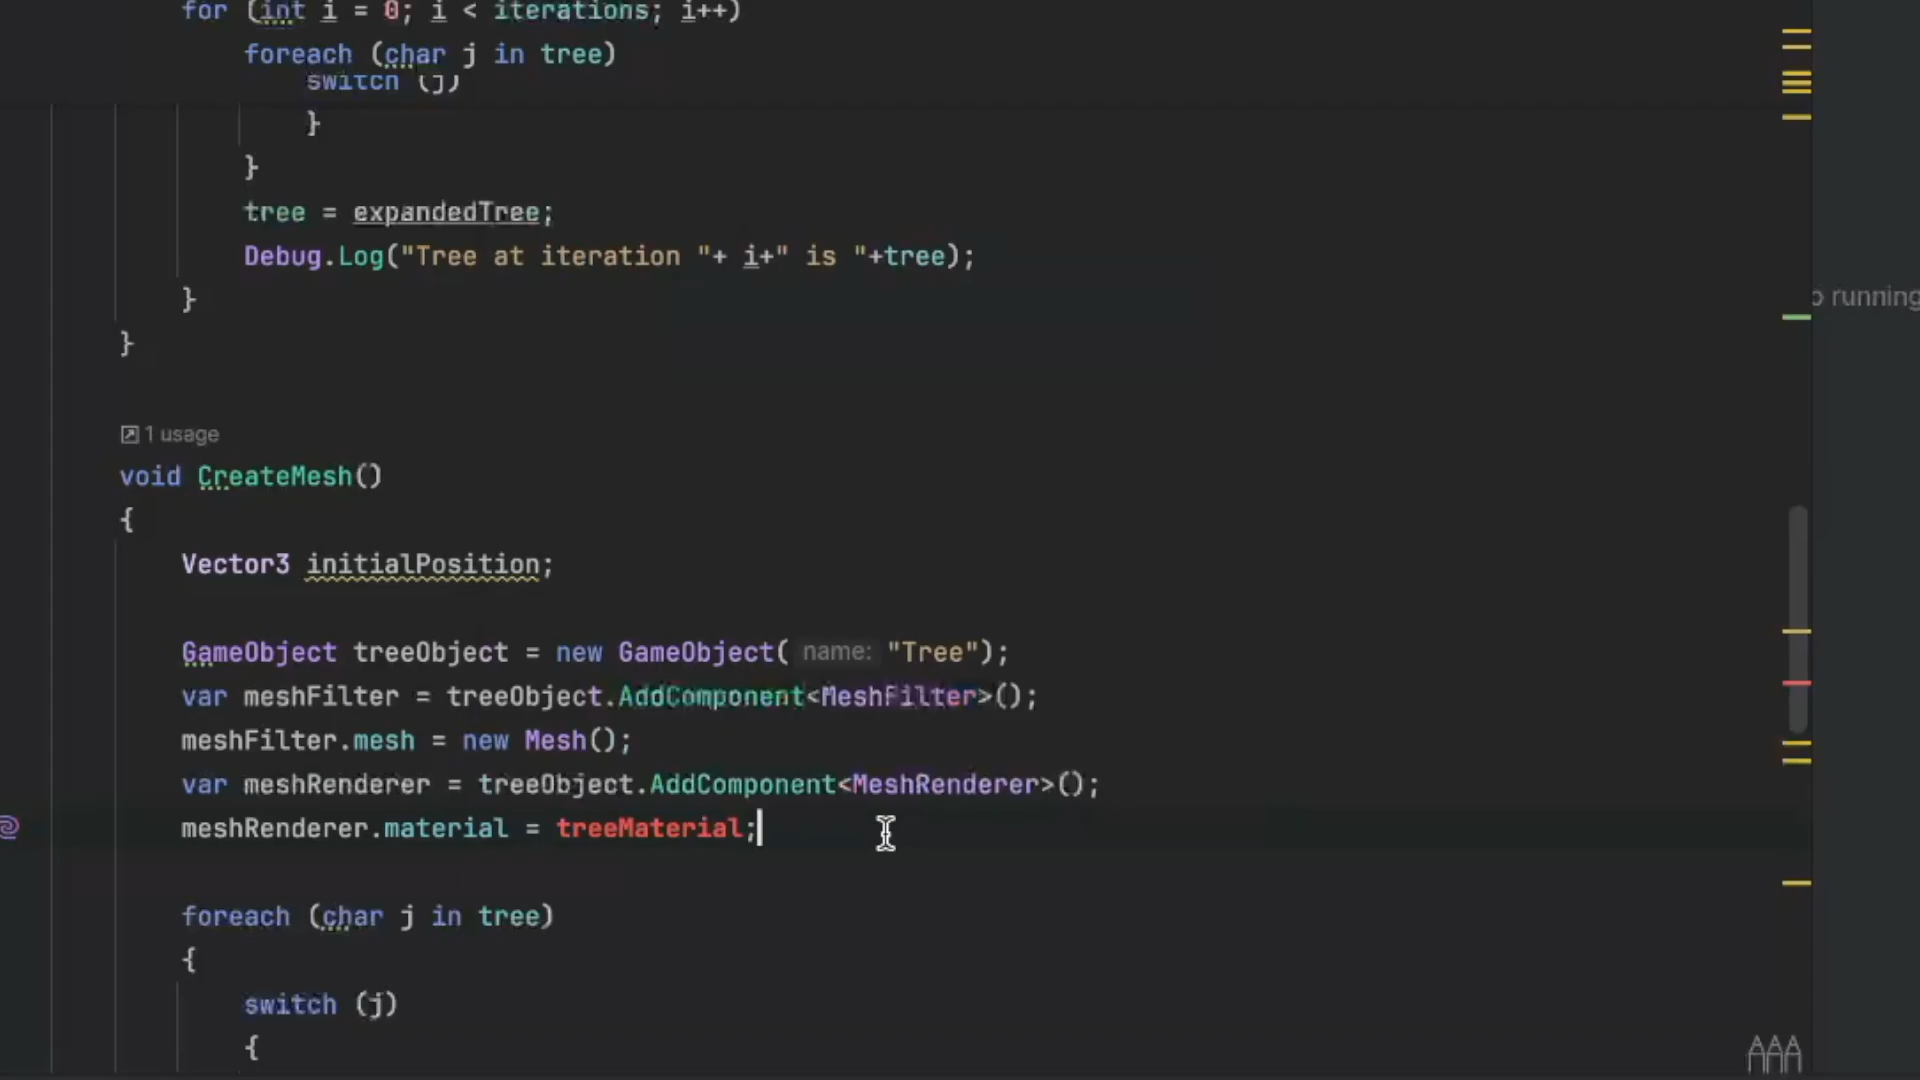 for (int i = 0; i < iterations; i++)
foreach (char j in tree)
switch (j)
}
}
tree = expandedTree;
Debug.Log("Tree at iteration "+ i+" is "+tree);
}
}
running
1 usage
void CreateMesh()
{
Vector3 initialPosition;
GameObject treeObject = new GameObject( name: "Tree");
var meshFilter = treeObject.AddComponent<MeshFilter>();
meshFilter.mesh = new Mesh();
var meshRenderer = treeObject.AddComponent<MeshRenderer>();
meshRenderer.material = treeMaterial;
foreach (char j in tree)
{
switch (j)
{